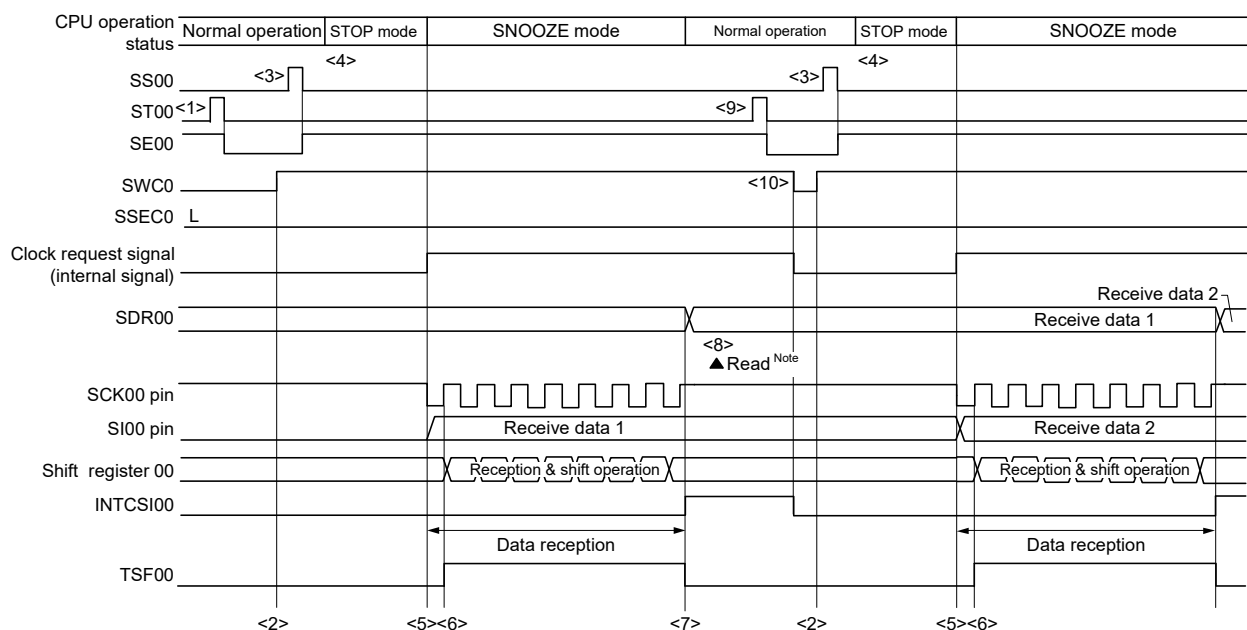 CPU operation status Normal operation STOP mode SNOOZE mode Normal operation STOP mode SNOOZE mode
<3> <4> <3> <4>
SS00
ST00 <1> <9>
SE00
SWC0 <10>
SSEC0 L
Clock request signal
(internal signal)
Receive data 2
SDR00 Receive data 1
<8>
▲Read Note
SCK00 pin
SI00 pin Receive data 1 Receive data 2
Shift register 00 Reception & shift operation Reception & shift operation
INTCSI00
Data reception Data reception
TSF00
<2> <5><6> <7> <2> <5><6>